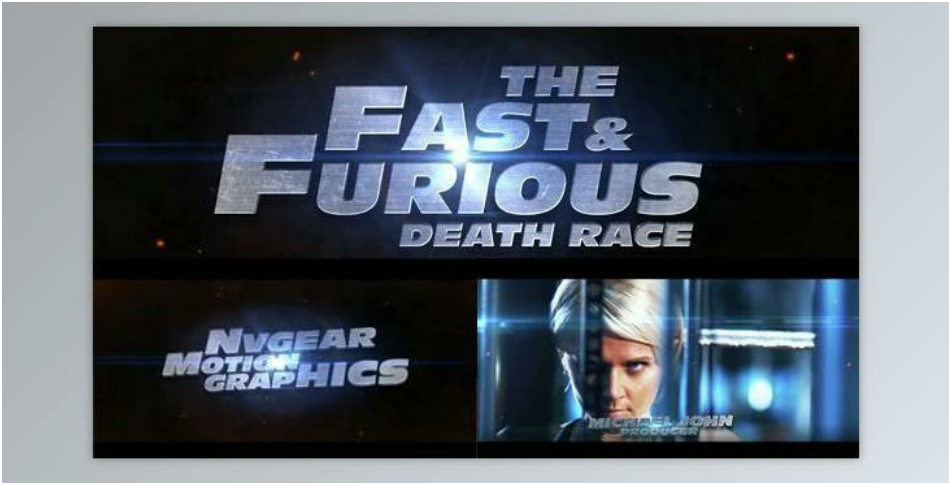 THE
FAST &
FURIOUS
DEATH RACE
NVGEAR
MOTION
GRAPHICS
MICHAEL JOHN
PRODUCER